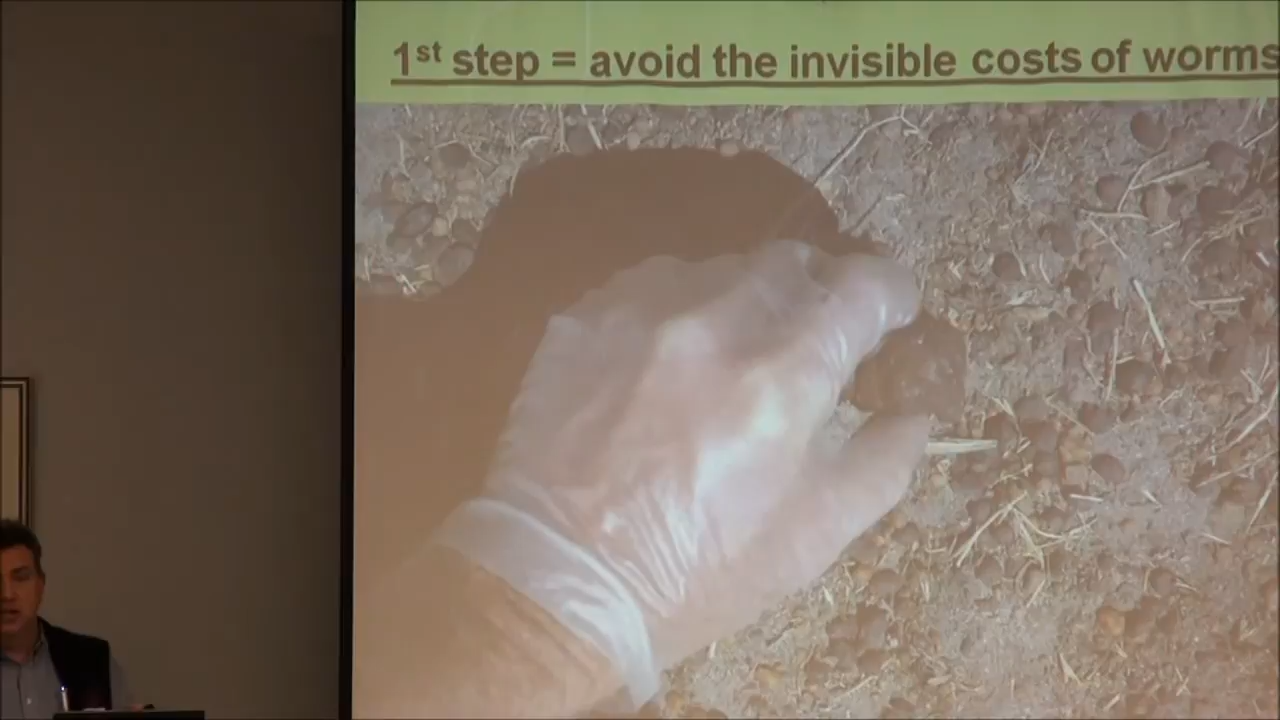 1st step = avoid the invisible costs of worms